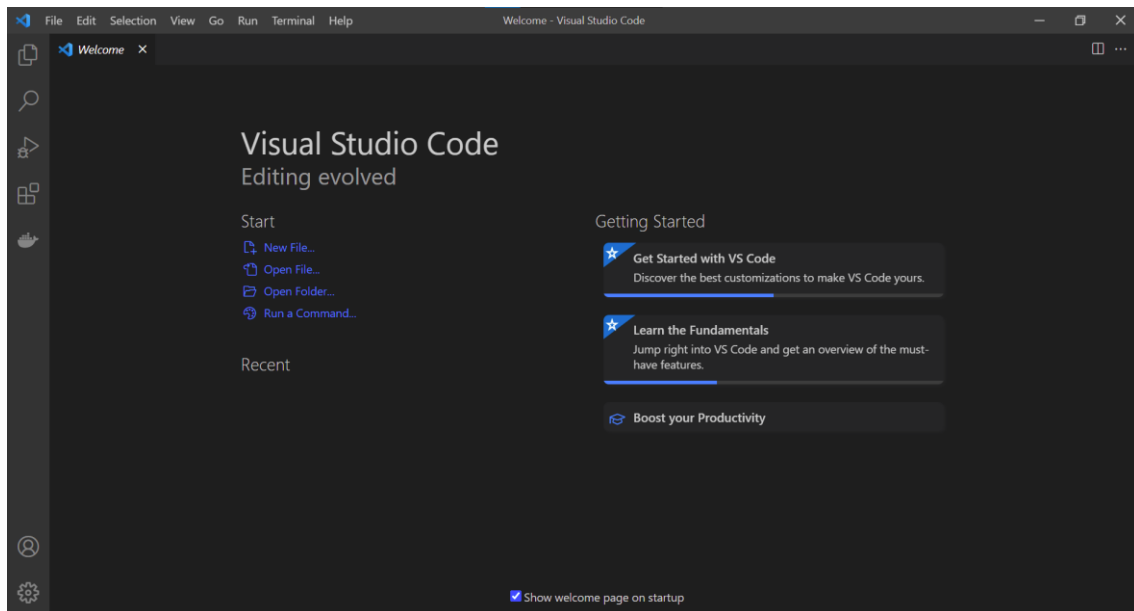 File Edit Selection View Go Run Terminal Help
Welcome - Visual Studio Code
Welcome
Visual Studio Code
Editing evolved
Start
New File...
Open File...
Open Folder...
Run a Command...
Recent
Getting Started
Get Started with VS Code
Discover the best customizations to make VS Code yours.
Learn the Fundamentals
Jump right into VS Code and get an overview of the must-
have features.
Boost your Productivity
Show welcome page on startup